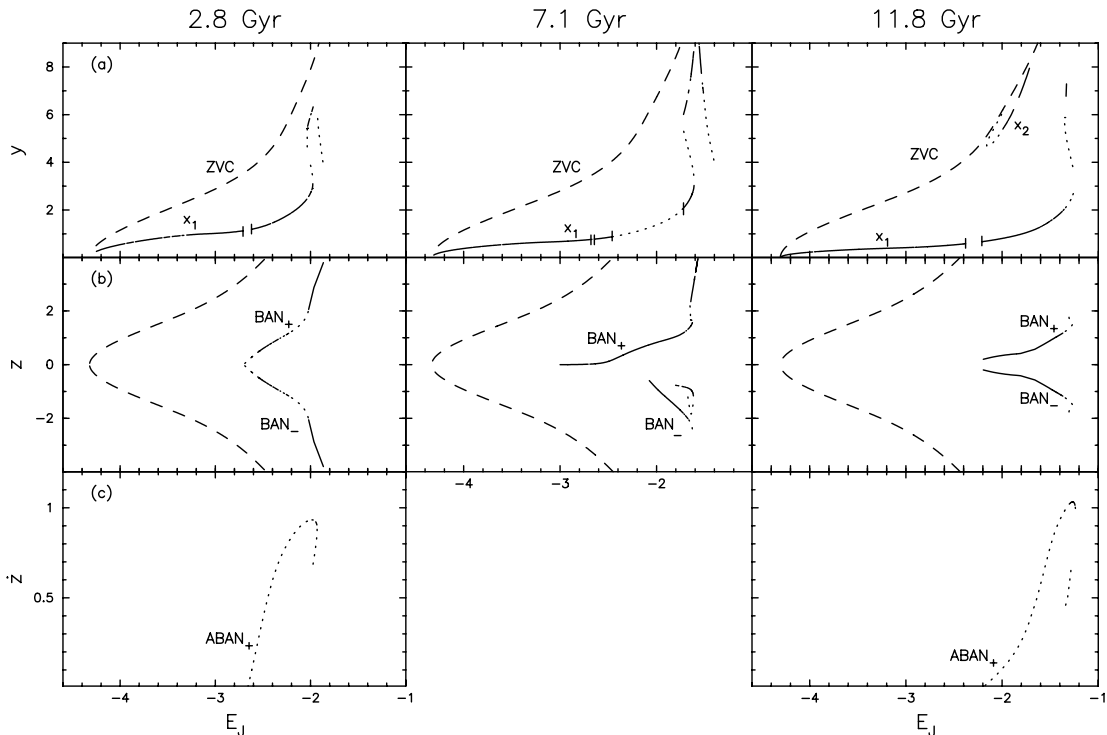 2.8 Gyr 7.1 Gyr 11.8 Gyr
(a)
8
6
4
2
y
ZVC
x1
ZVC
x1
ZVC
x1
x2
(b)
2
0
−2
z
BAN+
BAN−
BAN+
BAN−
BAN+
BAN−
−4 −3 −2
(c)
1
0.5
ż
ABAN+
ABAN+
−4 −3 −2 −1
−4 −3 −2 −1
EJ EJ